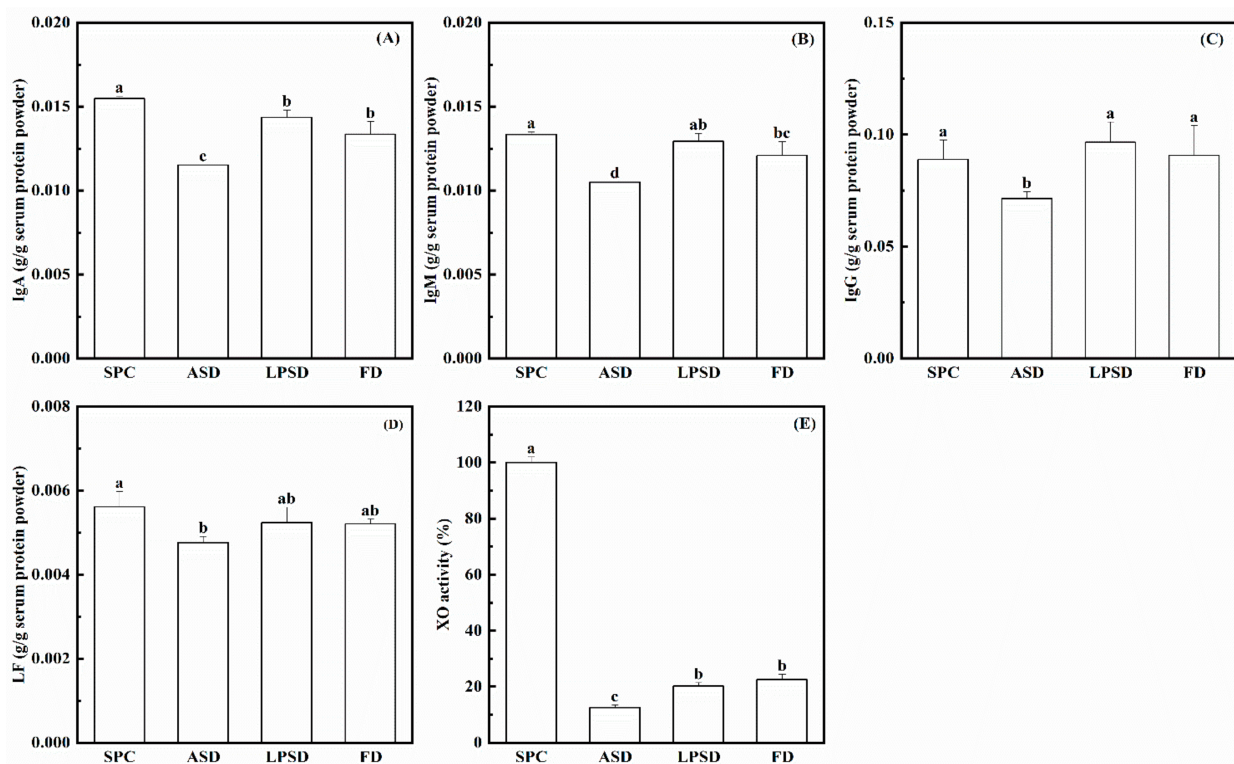 (A)
0.020
0.015
0.010
0.005
0.000
IgA (g/g serum protein powder)
a
c
b
b
SPC ASD LPSD FD
(B)
0.020
0.015
0.010
0.005
0.000
IgM (g/g serum protein powder)
a
d
ab
bc
SPC ASD LPSD FD
(C)
0.15
0.10
0.05
0.00
IgG (g/g serum protein powder)
a
b
a
a
SPC ASD LPSD FD
(D)
0.008
0.006
0.004
0.002
0.000
LF (g/g serum protein powder)
a
b
ab
ab
SPC ASD LPSD FD
(E)
120
100
80
60
40
20
0
XO activity (%)
a
c
b
b
SPC ASD LPSD FD